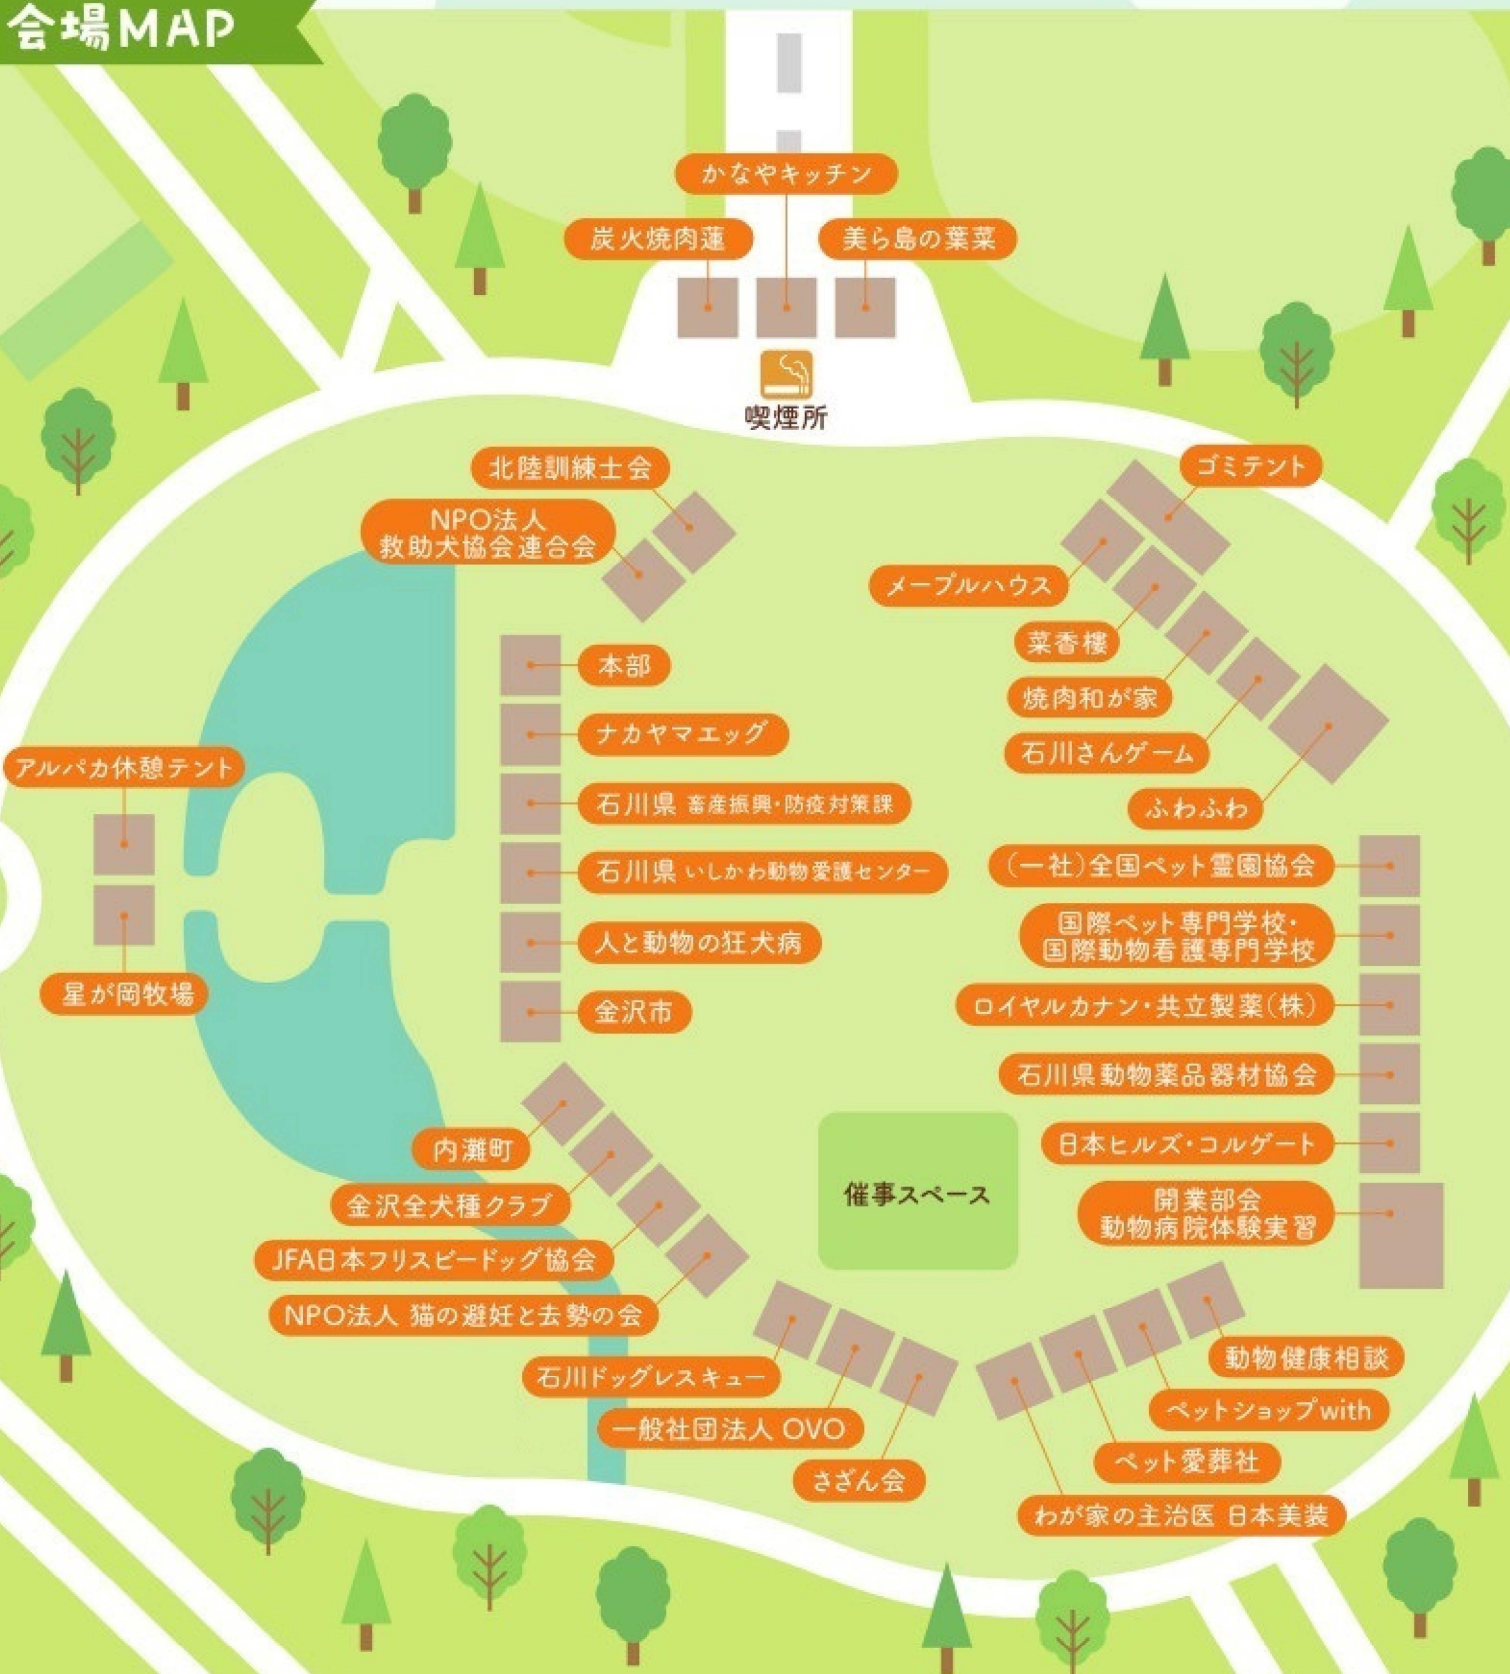 会場MAP
かなやキッチン
炭火焼肉蓮
美ら島の葉菜
喫煙所
北陸訓練士会
NPO法人
救助犬協会連合会
ゴミテント
メープルハウス
菜香樓
焼肉和が家
石川さんゲーム
ふわふわ
本部
ナカヤマエッグ
石川県 畜産振興・防疫対策課
石川県 いしかわ動物愛護センター
人と動物の狂犬病
金沢市
アルパカ休憩テント
星が岡牧場
(一社)全国ペット霊園協会
国際ペット専門学校・
国際動物看護専門学校
ロイヤルカナン・共立製薬(株)
石川県動物薬品器材協会
日本ヒルズ・コルゲート
開業部会
動物病院体験実習
催事スペース
内灘町
金沢全犬種クラブ
JFA日本フリスビードッグ協会
NPO法人 猫の避妊と去勢の会
石川ドッグレスキュー
一般社団法人 OVO
さざん会
動物健康相談
ペットショップwith
ペット愛葬社
わが家の主治医 日本美装